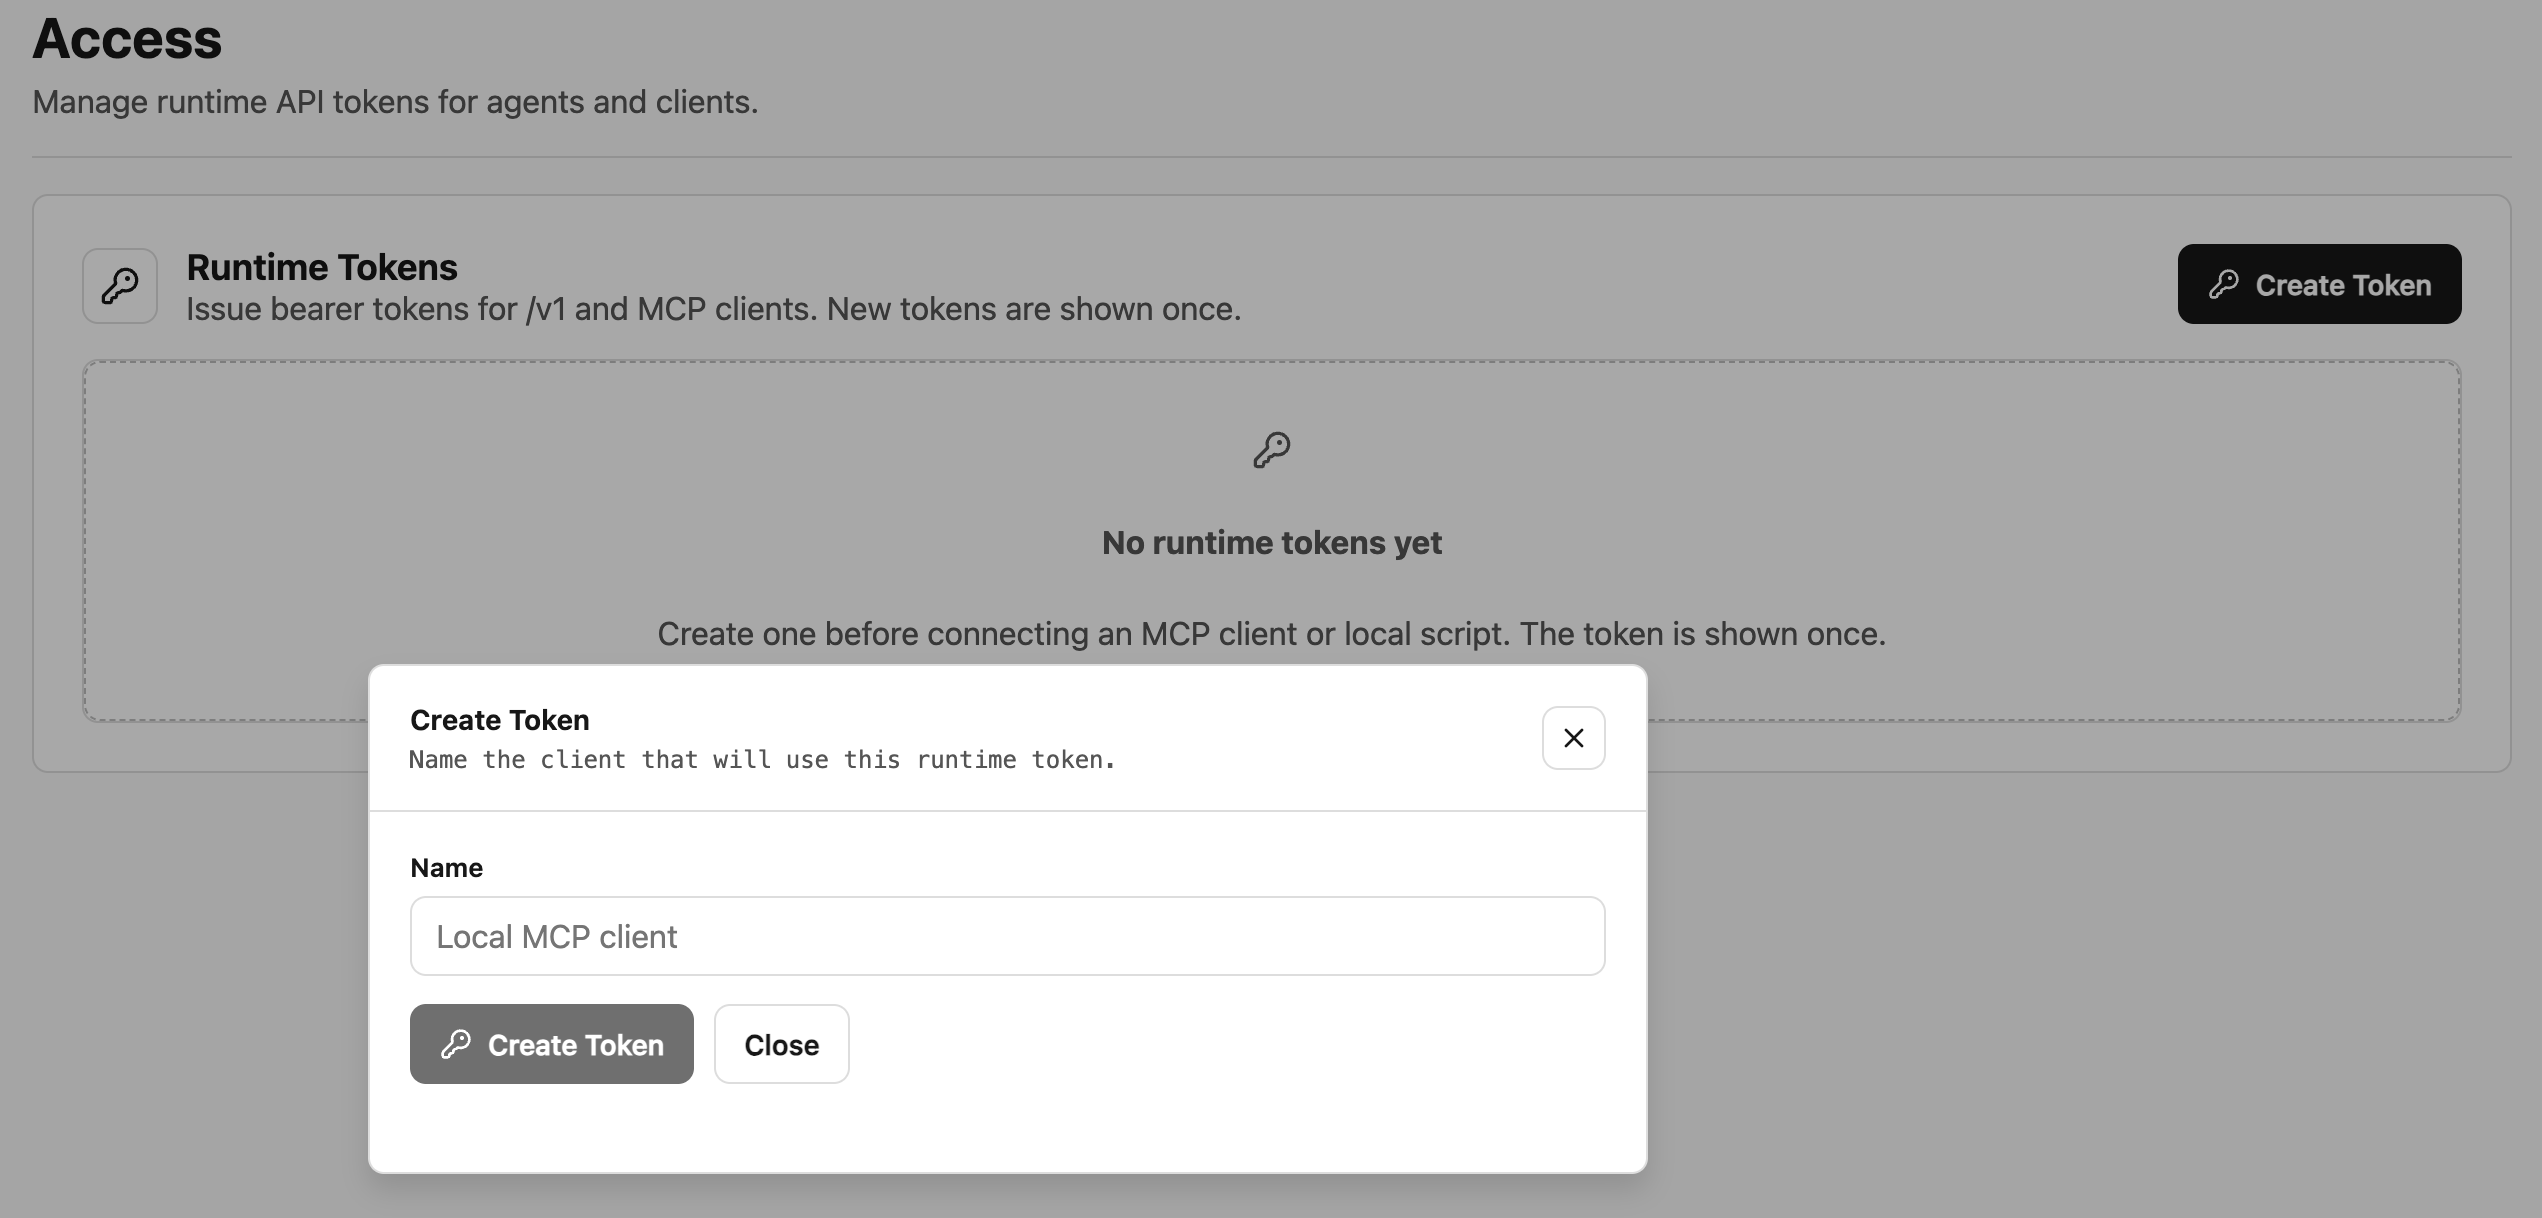 Access
Manage runtime API tokens for agents and clients.
Runtime Tokens
Issue bearer tokens for /v1 and MCP clients. New tokens are shown once.
Create Token
No runtime tokens yet
Create one before connecting an MCP client or local script. The token is shown once.
Create Token
Name the client that will use this runtime token.
Name
Local MCP client
Create Token
Close